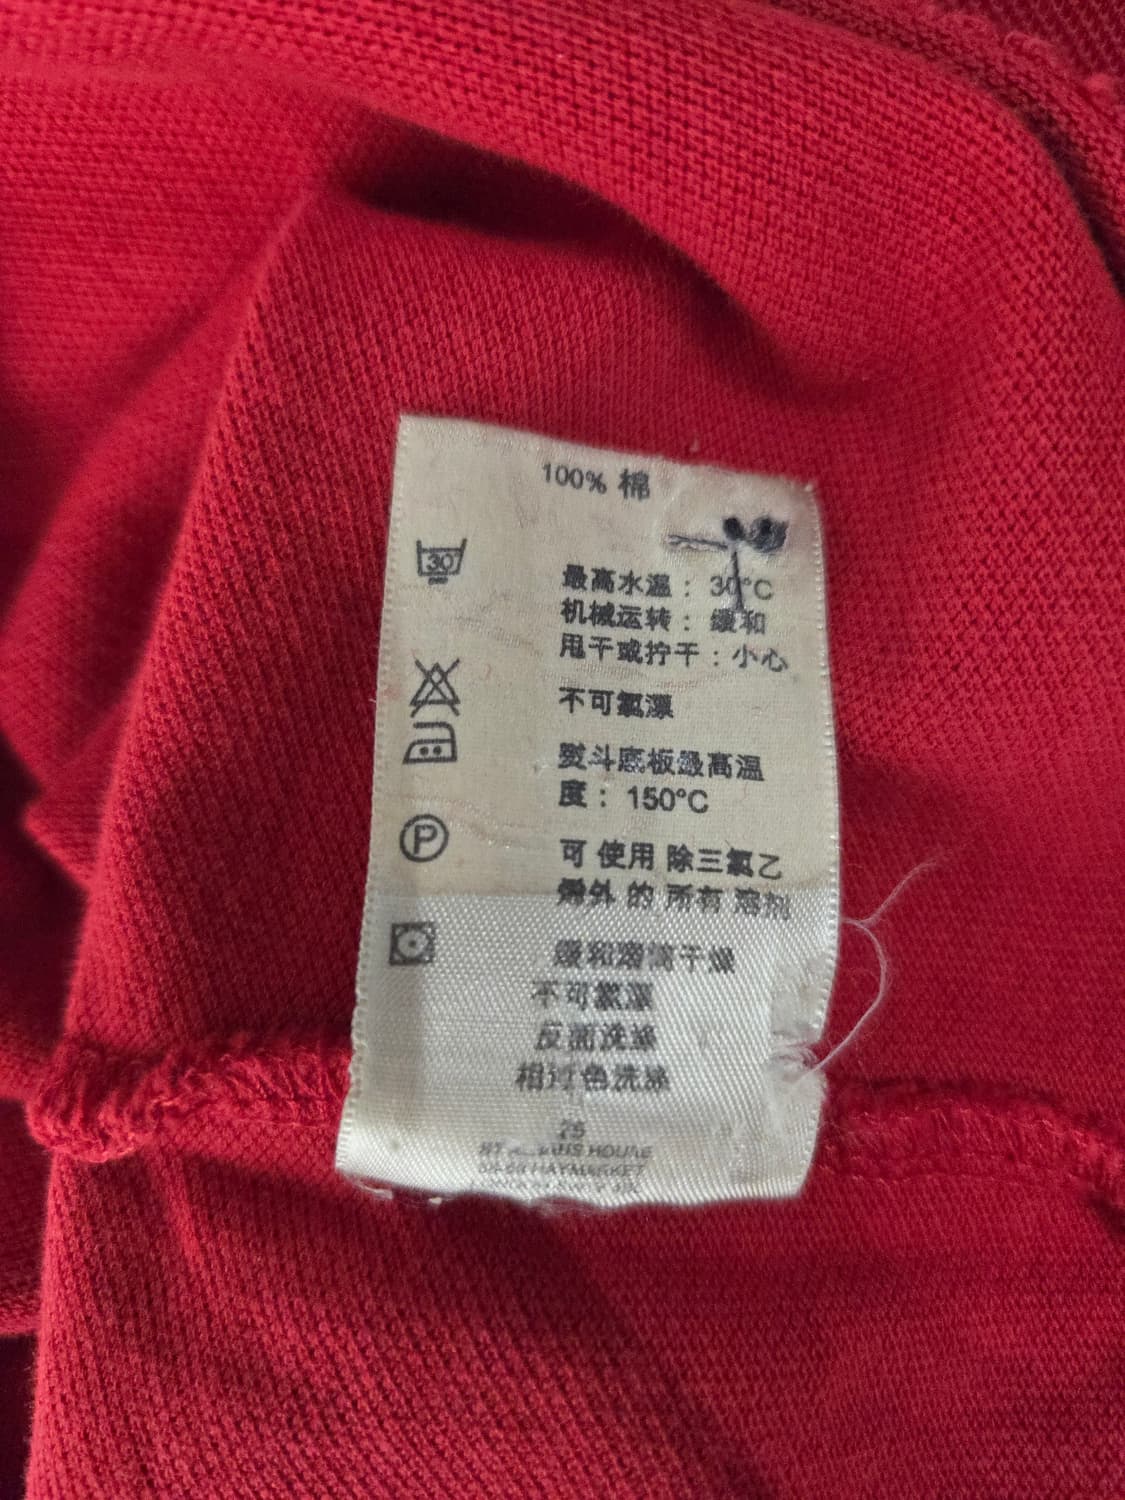 100% 棉
30
最高水温： 30°C
机械运转： 缓和
甩干或拧干：小心
不可氯漂
熨斗底板最高温
度： 150°C
P
可 使用 除三氯乙
烯外 的 所有 溶剂
缓和滚筒干燥
不可氯漂
反面洗涤
相近色洗涤
HOUSE
HAYMARKET